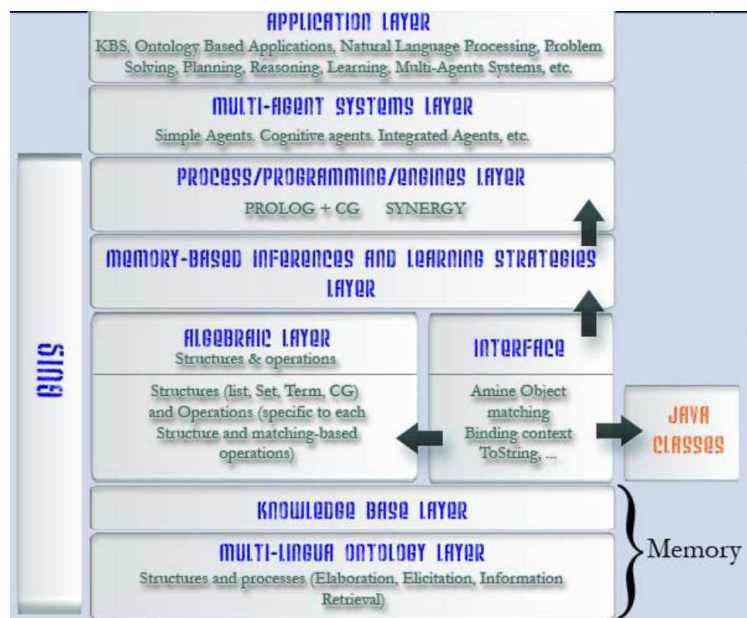 APPLICATION LAYER
KBS, Ontology Based Applications, Natural Language Processing, Problem
Solving, Planning, Reasoning, Learning, Multi-Agents Systems, etc.
MULTI-AGENT SYSTEMS LAYER
Simple Agents. Cognitive agents. Integrated Agents, etc.
PROCESS/PROGRAMMING/ENGINES LAYER
PROLOG + CG SYNERGY
MEMORY-BASED INFERENCES AND LEARNING STRATEGIES
LAYER
GUIS
ALGEBRAIC LAYER
Structures & operations
Structures (list, Set, Term, CG)
and Operations (specific to each
Structure and matching-based
operations)
INTERFACE
Amine Object
matching
Binding context
ToString, ...
JAVA
CLASSES
KNOWLEDGE BASE LAYER
MULTI-LINGUA ONTOLOGY LAYER
Structures and processes (Elaboration, Elicitation, Information
Retrieval)
Memory